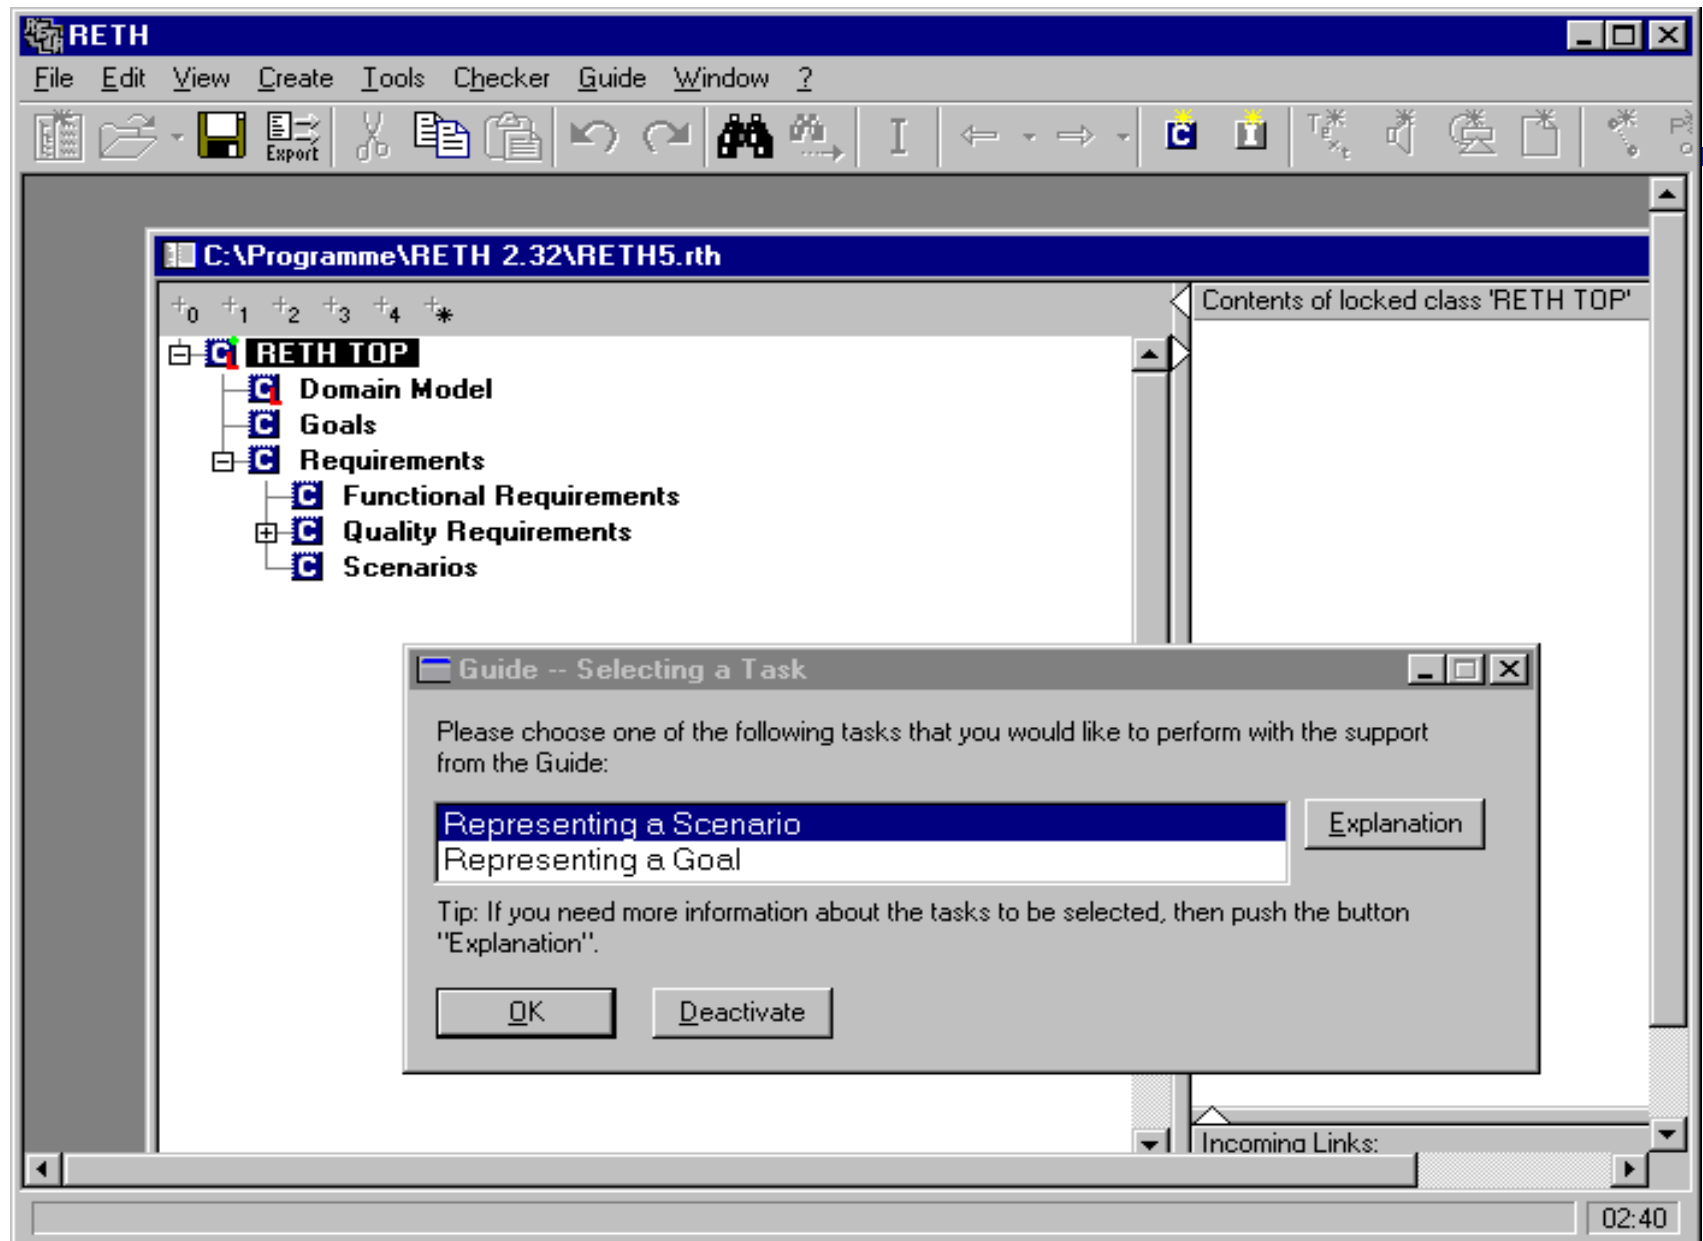 RETH
File Edit View Create Tools Checker Guide Window ?
Export
C:\Programme\RETH 2.32\RETH5.rth
+0 +1 +2 +3 +4 +*
Contents of locked class 'RETH TOP'
RETH TOP
Domain Model
Goals
Requirements
Functional Requirements
Quality Requirements
Scenarios
Guide -- Selecting a Task
Please choose one of the following tasks that you would like to perform with the support
from the Guide:
Representing a Scenario
Explanation
Representing a Goal
Tip: If you need more information about the tasks to be selected, then push the button
"Explanation".
OK Deactivate
Incoming Links:
02:40